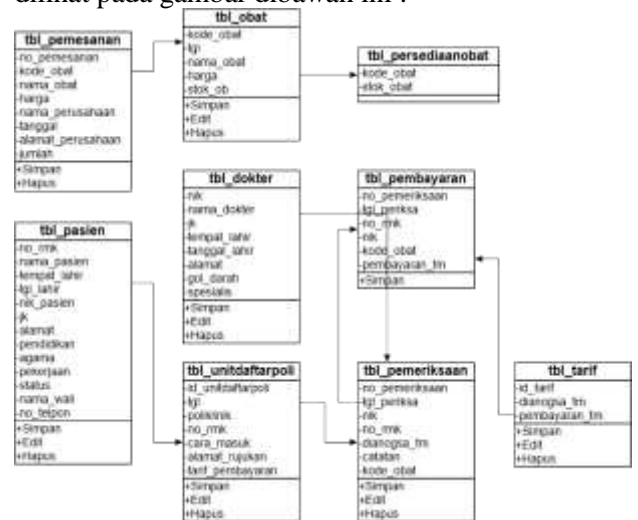 dilihat pada gambar dibawah ini :
tbl_pemesanan
-no_pemesanan
-kode_obat
-nama_obat
-harga
-nama_perusahaan
-tanggal
-alamat_perusahaan
-jumlah
+Simpan
+Hapus
tbl_obat
-kode_obat
-tgl
-nama_obat
-harga
-stok_ob
+Simpan
+Edit
+Hapus
tbl_persediaanobat
-kode_obat
-stok_obat
tbl_dokter
-nik
-nama_dokter
-jk
-tempat_lahir
-tanggal_lahir
-alamat
-gol_darah
-spesialis
+Simpan
+Edit
+Hapus
tbl_pembayaran
-no_pemeriksaan
-tgl_periksa
-no_rmk
-nik
-kode_obat
-pembayaran_tm
+Simpan
tbl_pasien
-no_rmk
-nama_pasien
-tempat_lahir
-tgl_lahir
-nik_pasien
-jk
-alamat
-pendidikan
-agama
-pekerjaan
-status
-nama_wali
-no_telpon
+Simpan
+Edit
+Hapus
tbl_unitdaftarpoli
-id_unitdaftarpoli
-tgl
-poliklinik
-no_rmk
-cara_masuk
-alamat_rujukan
-tarif_pembayaran
+Simpan
+Edit
+Hapus
tbl_pemeriksaan
-no_pemeriksaan
-tgl_periksa
-nik
-no_rmk
-dianogsa_tm
-catatan
-kode_obat
+Simpan
+Edit
+Hapus
tbl_tarif
-id_tarif
-dianogsa_tm
-pembayaran_tm
+Simpan
+Edit
+Hapus